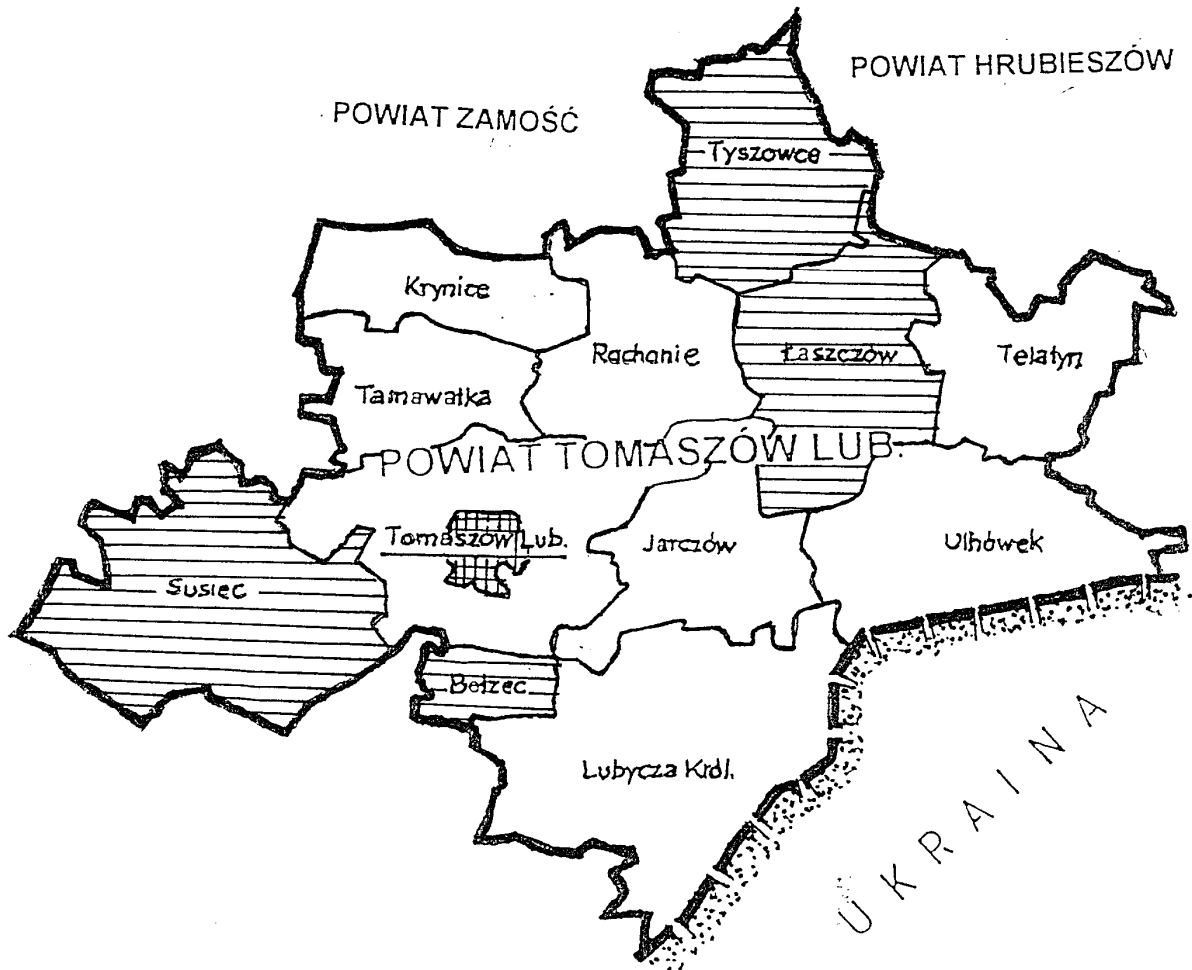 POWIAT HRUBIESZÓW
POWIAT ZAMOŚĆ
Tyszowce
Krynice
Rachanie
Łaszczów
Telatyn
Tarnawatka
POWIAT TOMASZÓW LUB.
Tomaszów Lub.
Jarczów
Ulhówek
Susiec
Bełzec
Lubycza Król.
UKRAINA